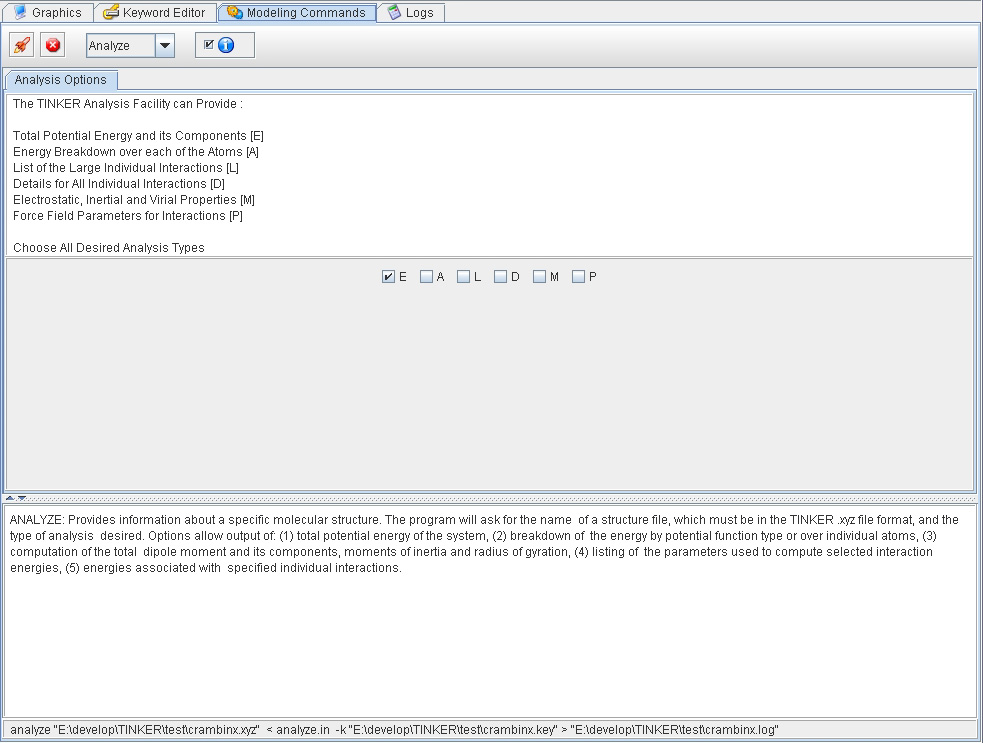 Graphics Keyword Editor Modeling Commands Logs
Analyze
Analysis Options
The TINKER Analysis Facility can Provide :
Total Potential Energy and its Components [E]
Energy Breakdown over each of the Atoms [A]
List of the Large Individual Interactions [L]
Details for All Individual Interactions [D]
Electrostatic, Inertial and Virial Properties [M]
Force Field Parameters for Interactions [P]
Choose All Desired Analysis Types
E A L D M P
ANALYZE: Provides information about a specific molecular structure. The program will ask for the name of a structure file, which must be in the TINKER .xyz file format, and the
type of analysis desired. Options allow output of: (1) total potential energy of the system, (2) breakdown of the energy by potential function type or over individual atoms, (3)
computation of the total dipole moment and its components, moments of inertia and radius of gyration, (4) listing of the parameters used to compute selected interaction
energies, (5) energies associated with specified individual interactions.
analyze "E:\develop\TINKER\test\crambinx.xyz" < analyze.in -k "E:\develop\TINKER\test\crambinx.key" > "E:\develop\TINKER\test\crambinx.log"